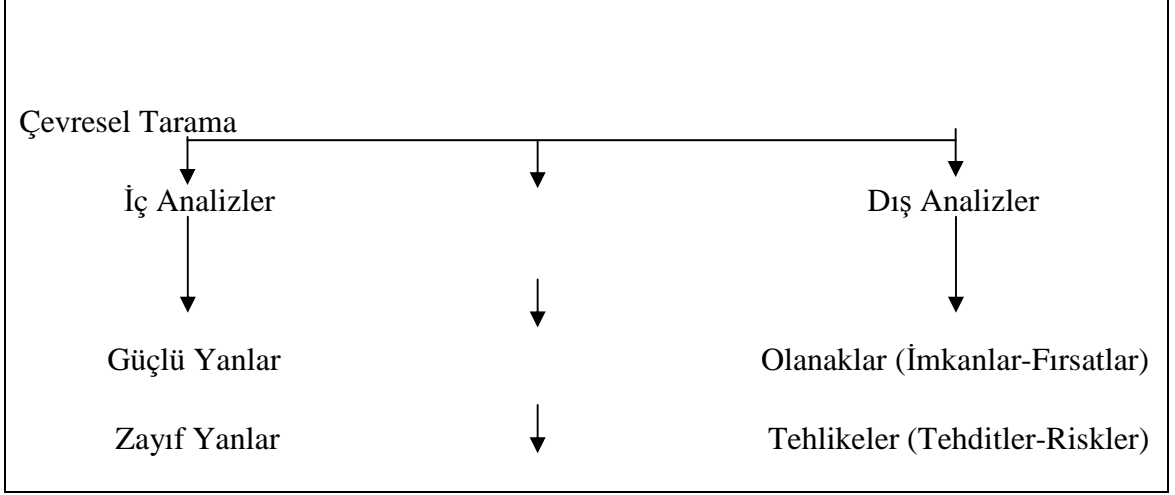 Çevresel Tarama
İç Analizler
Dış Analizler
Güçlü Yanlar
Olanaklar (İmkanlar-Fırsatlar)
Zayıf Yanlar
Tehlikeler (Tehditler-Riskler)